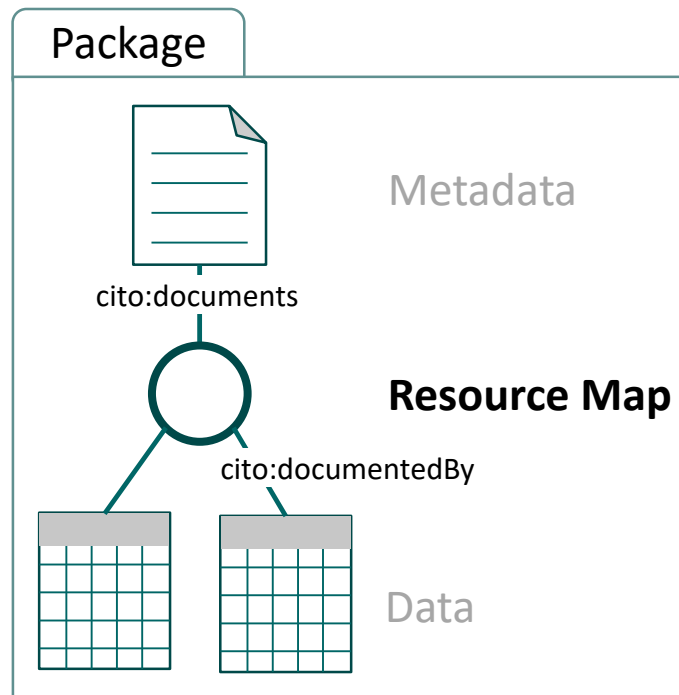 Package
Metadata
cito:documents
Resource Map
cito:documentedBy
Data